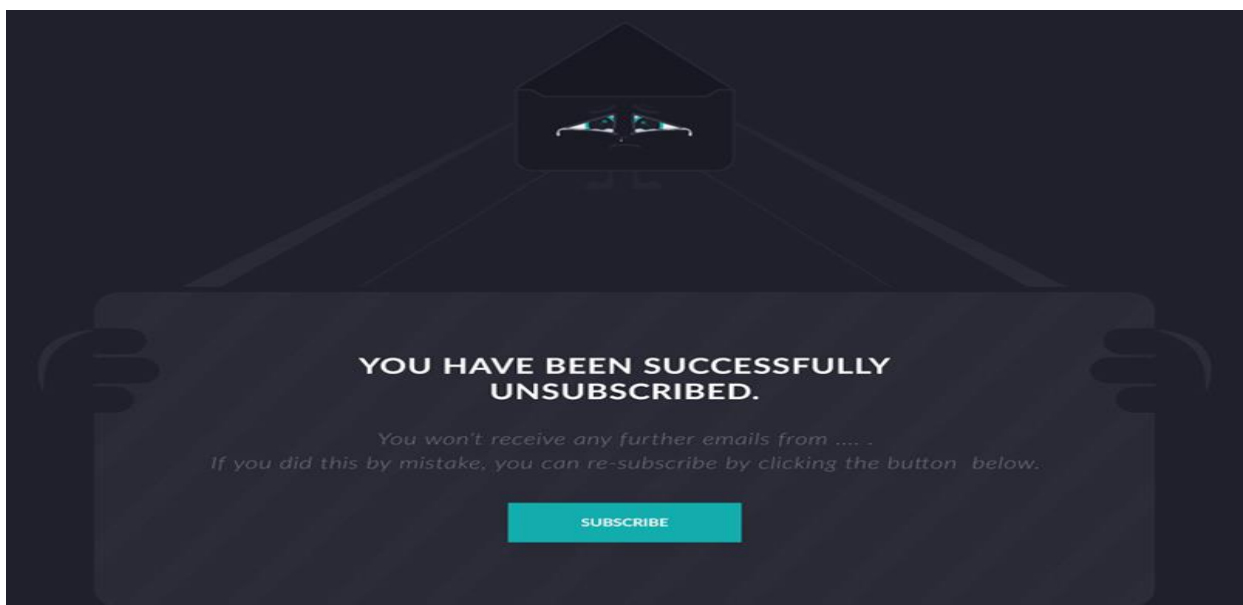 YOU HAVE BEEN SUCCESSFULLY
UNSUBSCRIBED.
You won't receive any further emails from .... .
If you did this by mistake, you can re-subscribe by clicking the button below.
SUBSCRIBE